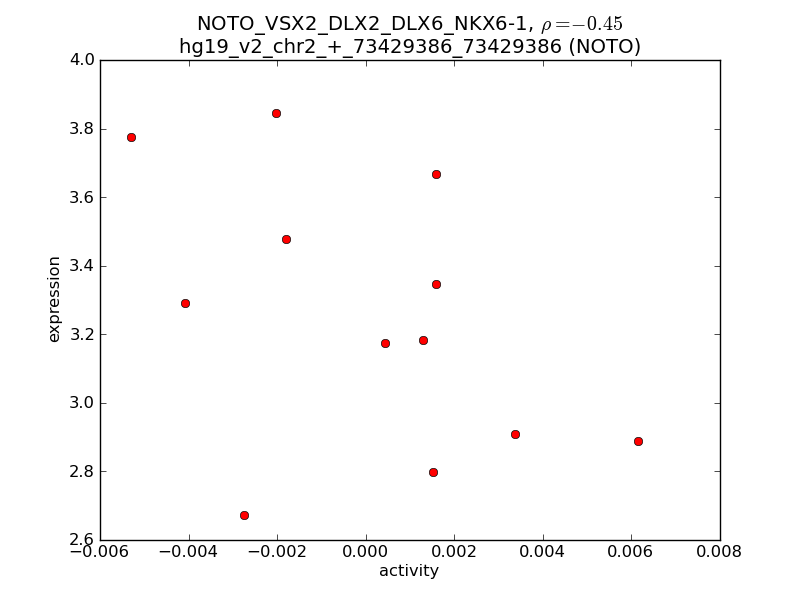 NOTO_VSX2_DLX2_DLX6_NKX6-1, ρ=−0.45
hg19_v2_chr2_+_73429386_73429386 (NOTO)
4.0
3.8
3.6
3.4
3.2
3.0
2.8
2.6
expression
−0.006 −0.004 −0.002 0.000 0.002 0.004 0.006 0.008
activity